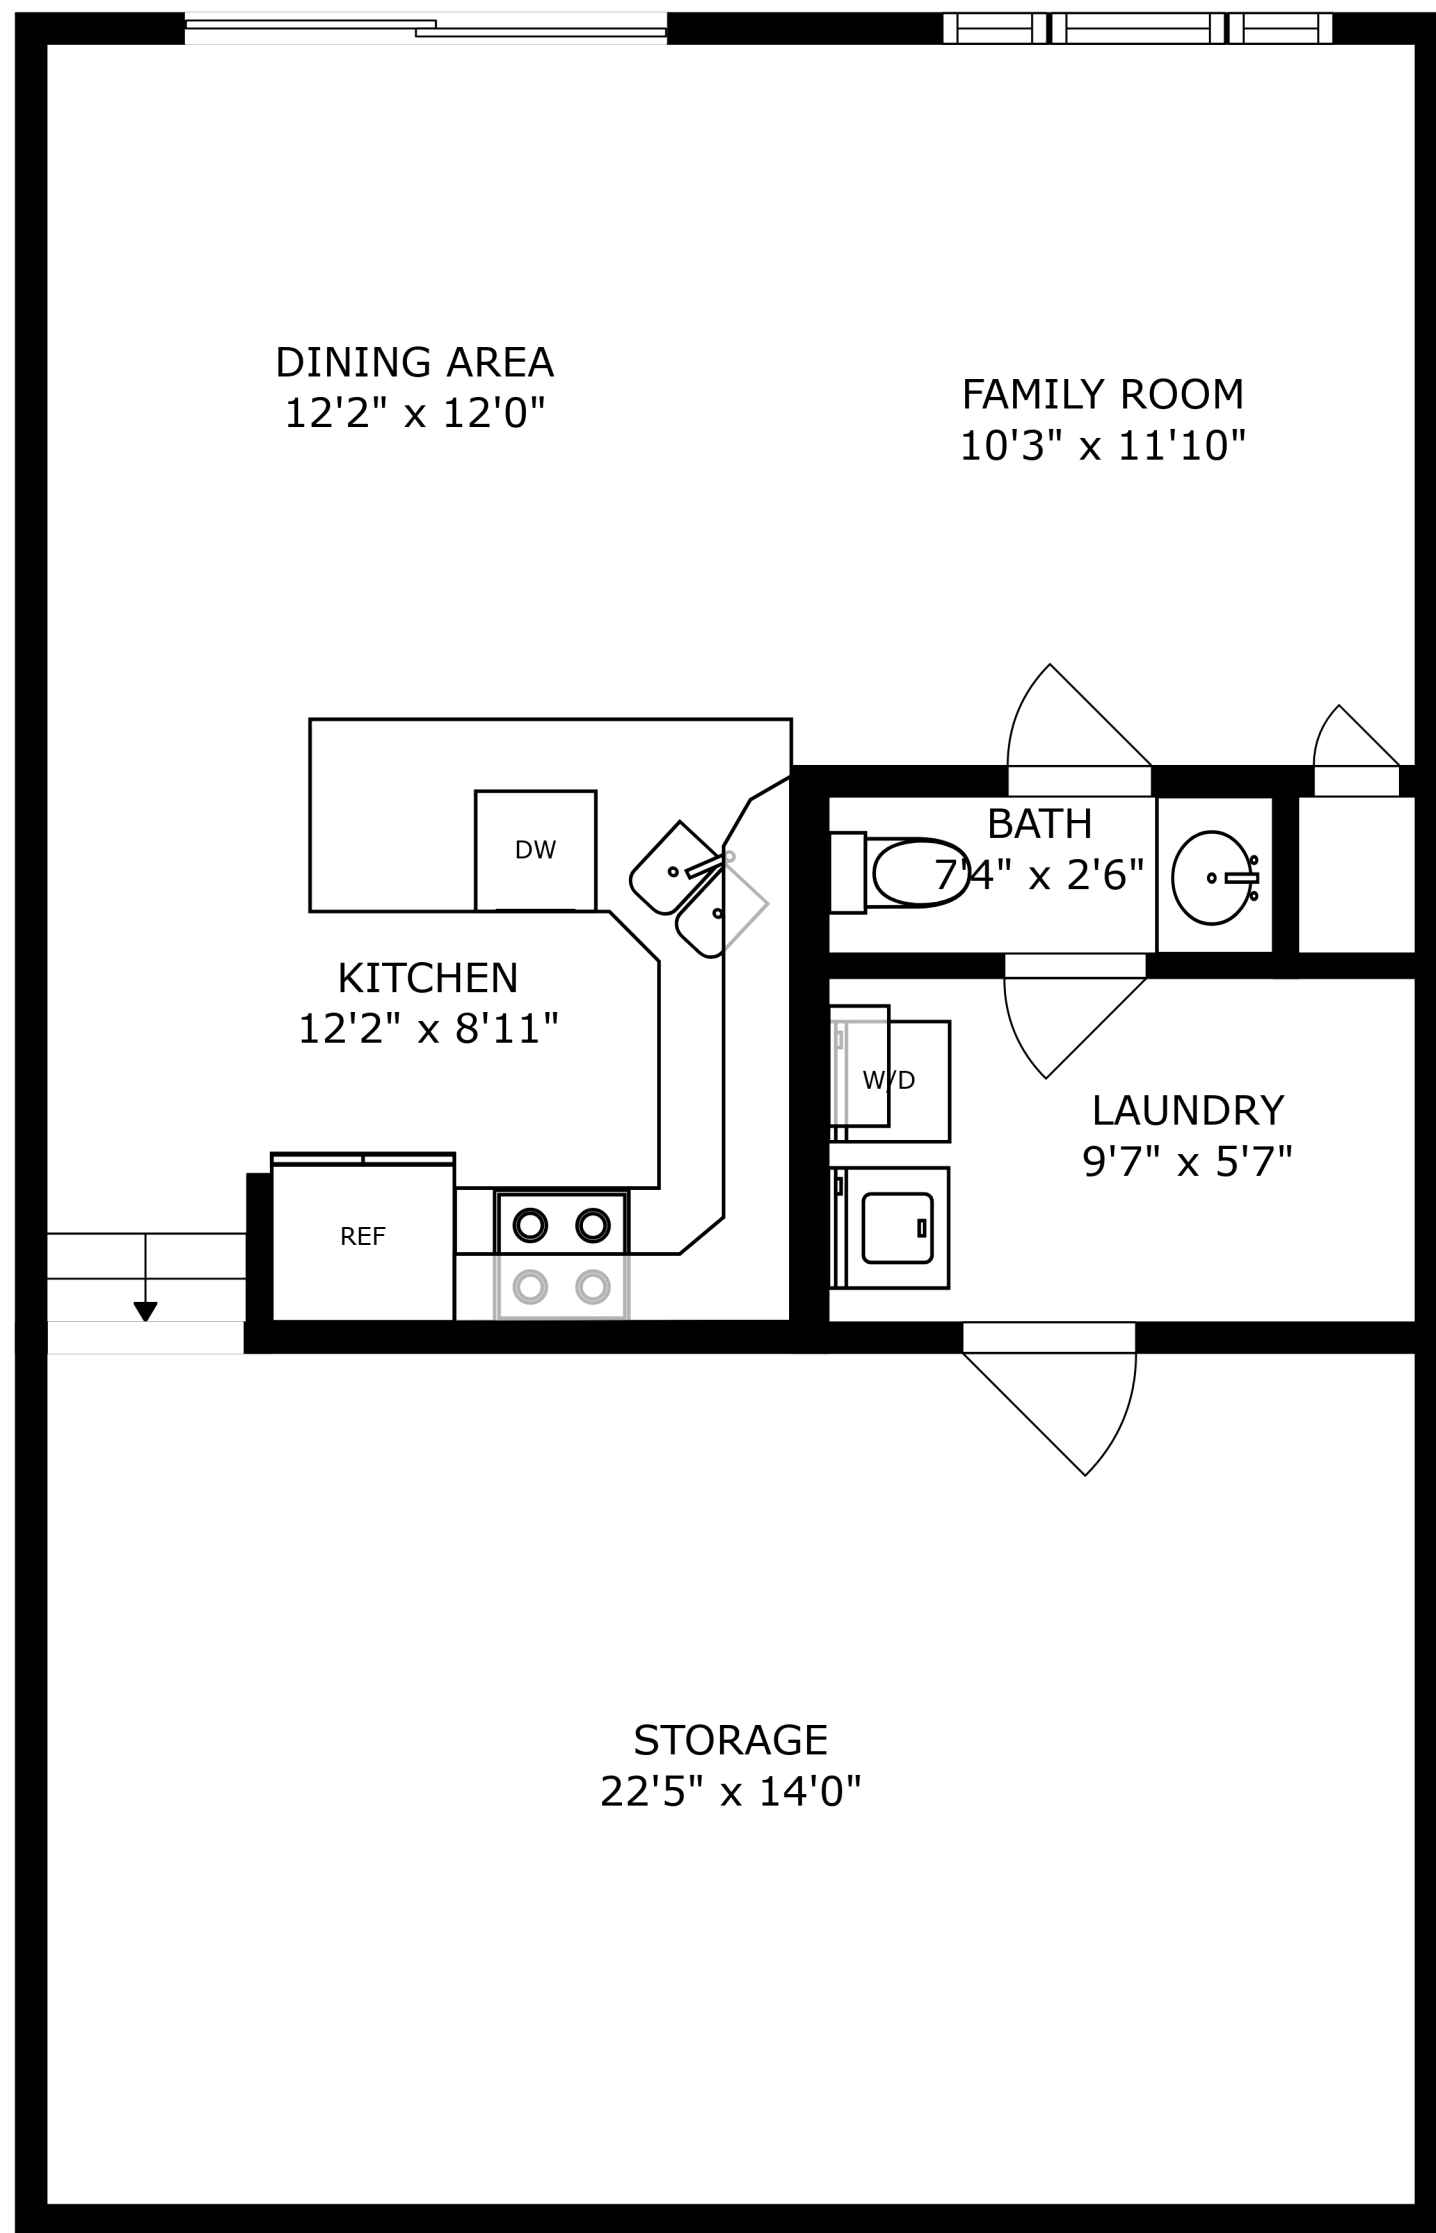 DINING AREA
12'2" x 12'0"
FAMILY ROOM
10'3" x 11'10"
BATH
7'4" x 2'6"
DW
KITCHEN
12'2" x 8'11"
W/D
LAUNDRY
9'7" x 5'7"
REF
STORAGE
22'5" x 14'0"